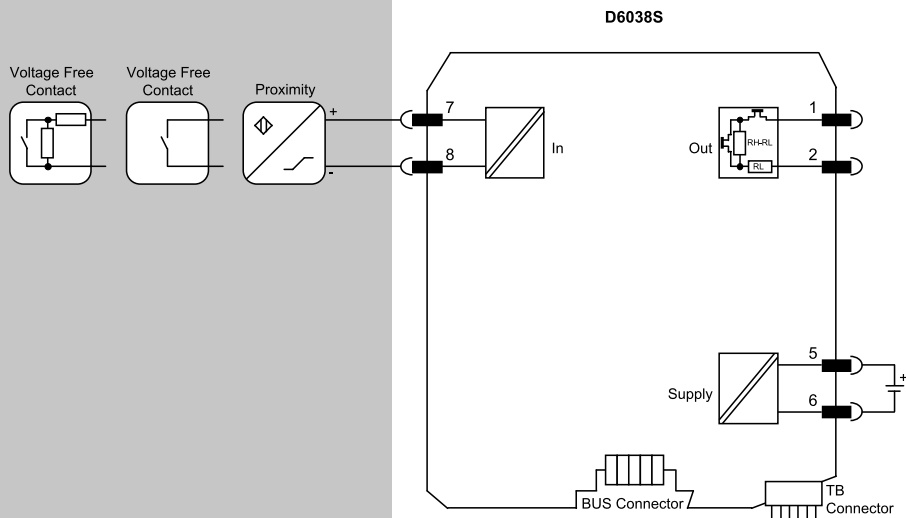 D6038S
Voltage Free
Contact
Voltage Free
Contact
Proximity
+
-
7
8
In
Out
RH-RL
RL
1
2
Supply
5
6
+
BUS Connector
TB
Connector